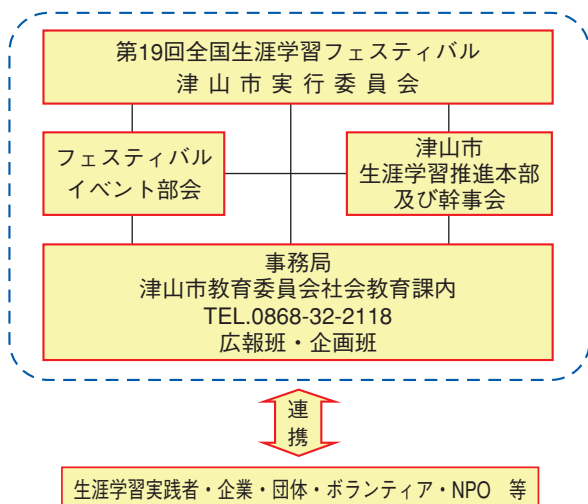 第19回全国生涯学習フェスティバル
津山市実行委員会
フェスティバル
イベント部会
津山市
生涯学習推進本部
及び幹事会
事務局
津山市教育委員会社会教育課内
TEL.0868-32-2118
広報班・企画班
連
携
生涯学習実践者・企業・団体・ボランティア・NPO 等